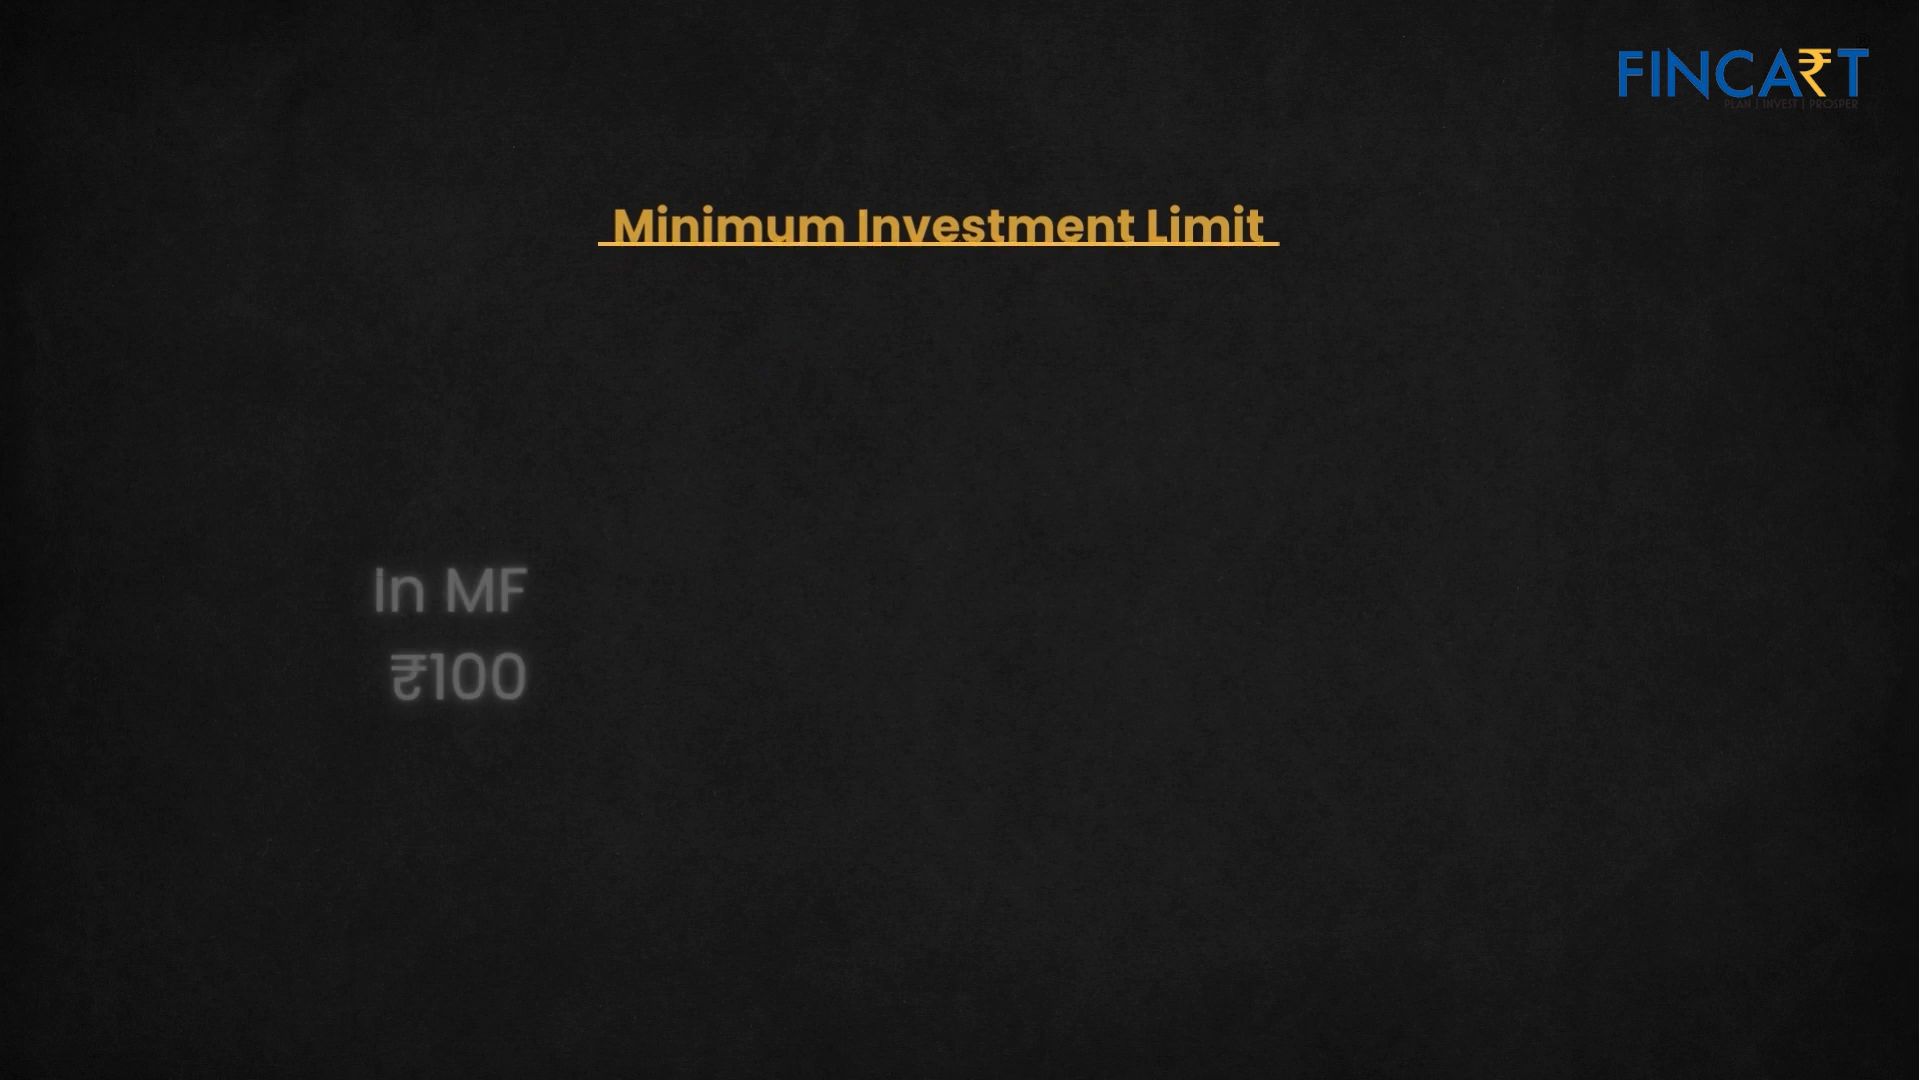 FINCA₹T
PLAN | INVEST | PROSPER
Minimum Investment Limit
In MF
₹100